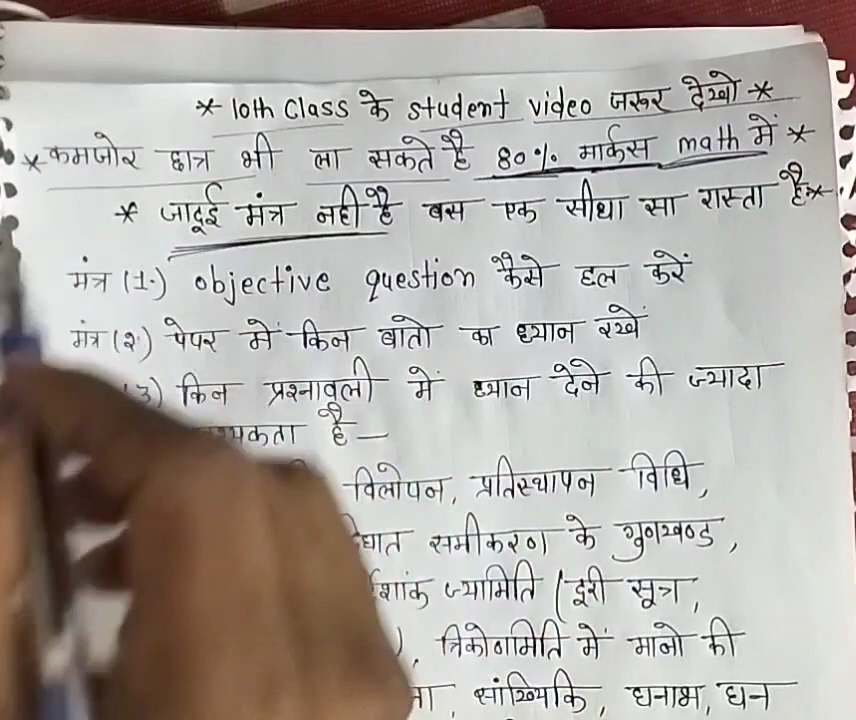 * 10th Class के student video जरूर देखो *
* कमजोर छात्र भी ला सकते है 80% मार्कस math में *
* जादूई मंत्र नही है बस एक सीधा सा रास्ता है *
मंत्र (1.) objective question कैसे हल करें
मंत्र (2.) पेपर में किन बातो का ध्यान रखें
3) किन प्रश्नावली में ध्यान देने की ज्यादा
श्यकता है —
विलोपन, प्रतिस्थापन विधि,
घात समीकरण के गुणखण्ड,
शांक ज्यामिति (दूरी सूत्र,
), त्रिकोणमिति में मानो की
ना, सांख्यिकि, घनाभ, घन